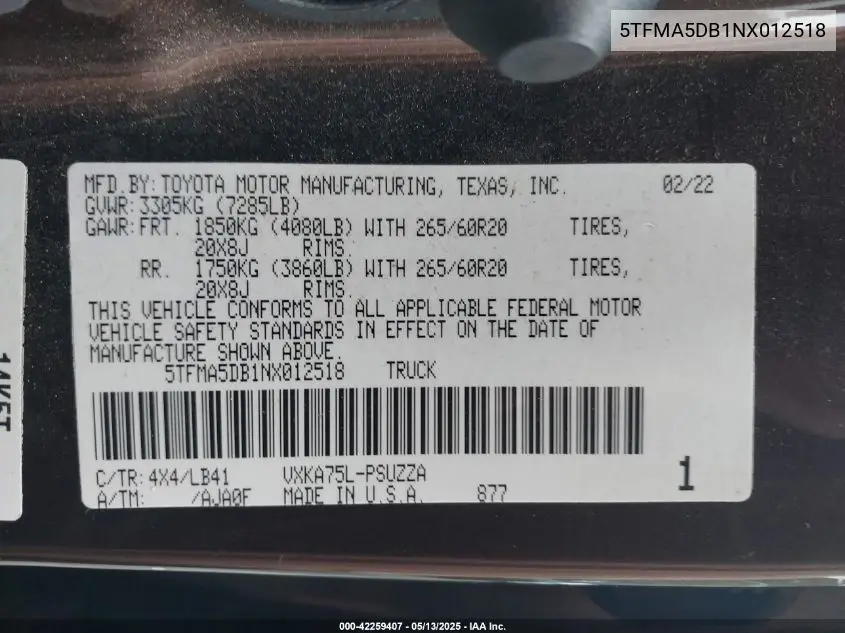 5TFMA5DB1NX012518
MFD.BY: TOYOTA MOTOR MANUFACTURING, TEXAS, INC. 02/22
GVWR: 3305KG (7285LB)
GAWR: FRT. 1850KG (4080LB) WITH 265/60R20 TIRES,
20X8J RIMS
RR. 1750KG (3860LB) WITH 265/60R20 TIRES,
20X8J RIMS
THIS VEHICLE CONFORMS TO ALL APPLICABLE FEDERAL MOTOR
VEHICLE SAFETY STANDARDS IN EFFECT ON THE DATE OF
MANUFACTURE SHOWN ABOVE.
5TFMA5DB1NX012518 TRUCK
C/TR: 4X4/LB41 VXKA75L-PSUZZA
A/TM: /AJA0F MADE IN U.S.A. 877
1
000-42259407 - 05/13/2025 - IAA Inc.